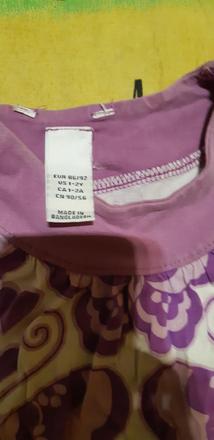 EUR 86/92
US 1-2Y
CA 1-2A
CN 90/56
MADE IN
BANGLADESH